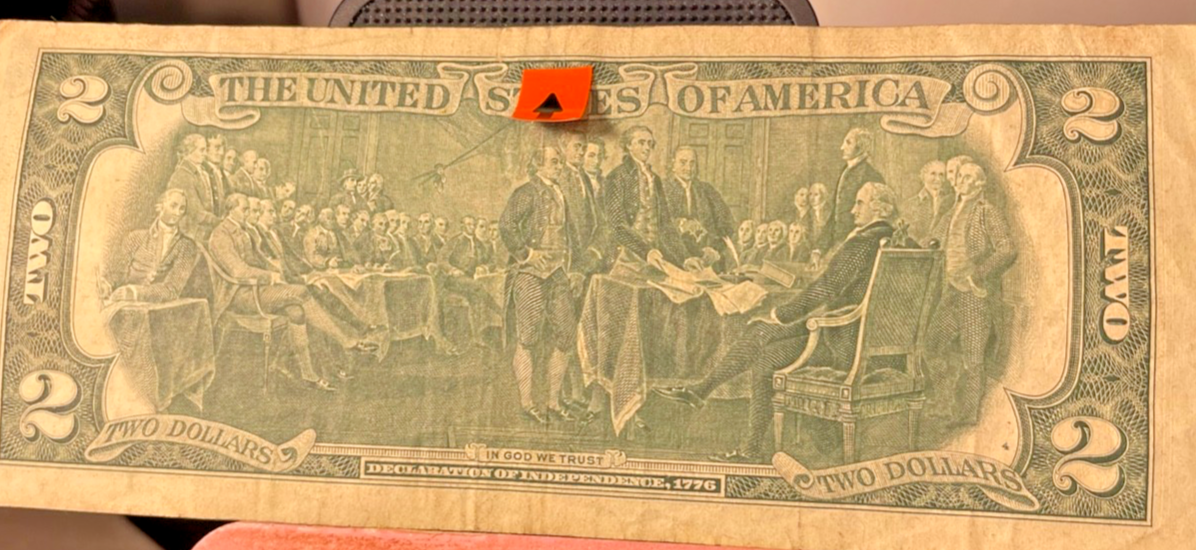 2 THE UNITED S ES OF AMERICA 2
TWO TWO
2 TWO DOLLARS IN GOD WE TRUST TWO DOLLARS 2
DECLARATION OF INDEPENDENCE, 1776